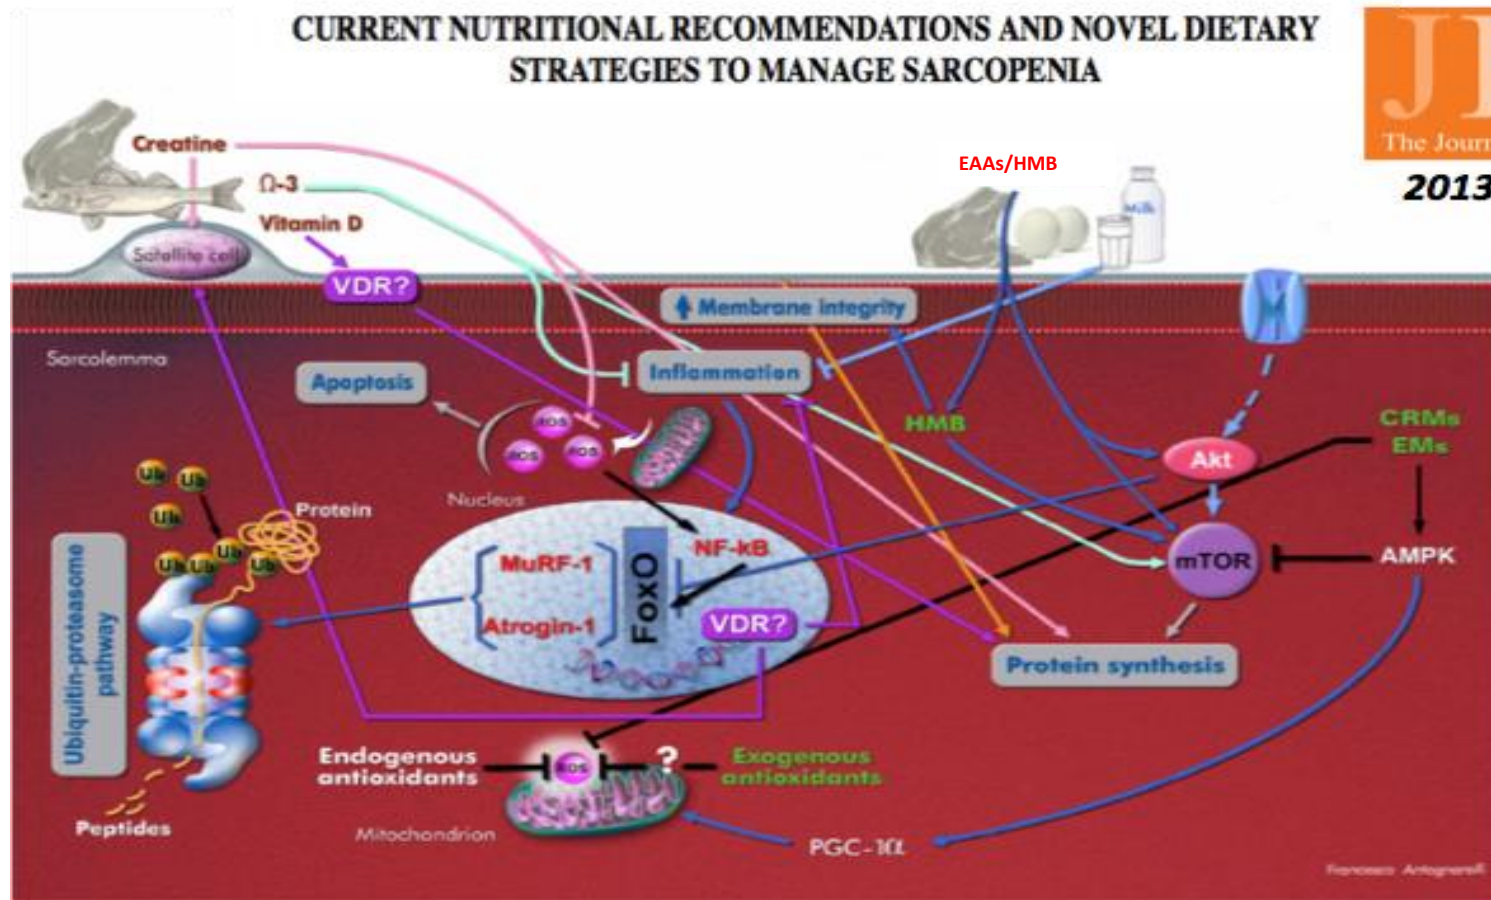 CURRENT NUTRITIONAL RECOMMENDATIONS AND NOVEL DIETARY
STRATEGIES TO MANAGE SARCOPENIA
The Journ
2013
Creatine
Ω-3
Vitamin D
Satellite cell
VDR?
EAAs/HMB
Milk
Membrane integrity
Sarcolemma
Apoptosis
Inflammation
HMB
CRMs
EMs
ROS
ROS
ROS
Akt
Nucleus
Ub
Ub
Ub
Protein
Ub
Ub
Ub
Ub
NF-kB
MuRF-1
FoxO
Atrogin-1
VDR?
mTOR
AMPK
Protein synthesis
Ubiquitin-proteasome
pathway
Endogenous
antioxidants
ROS
?
Exogenous
antioxidants
Peptides
Mitochondrion
PGC-1α
Francesco